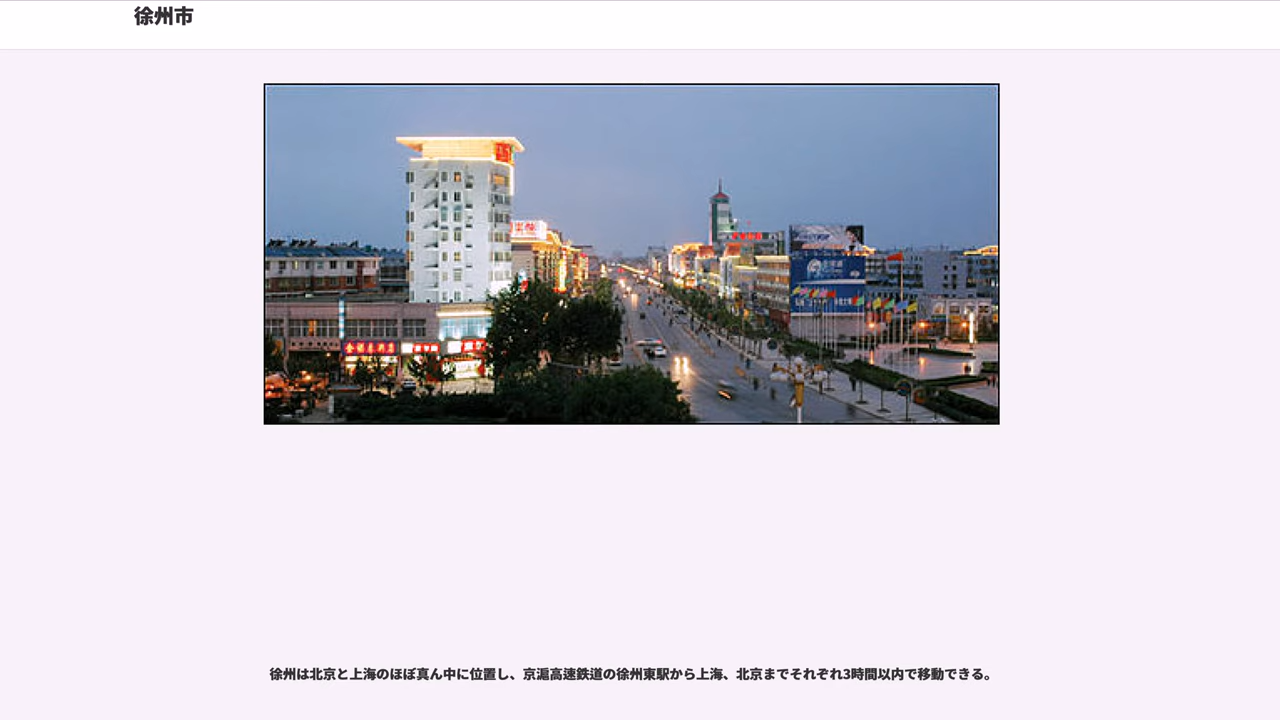 徐州市
徐州は北京と上海のほぼ真ん中に位置し、京滬高速鉄道の徐州東駅から上海、北京までそれぞれ3時間以内で移動できる。